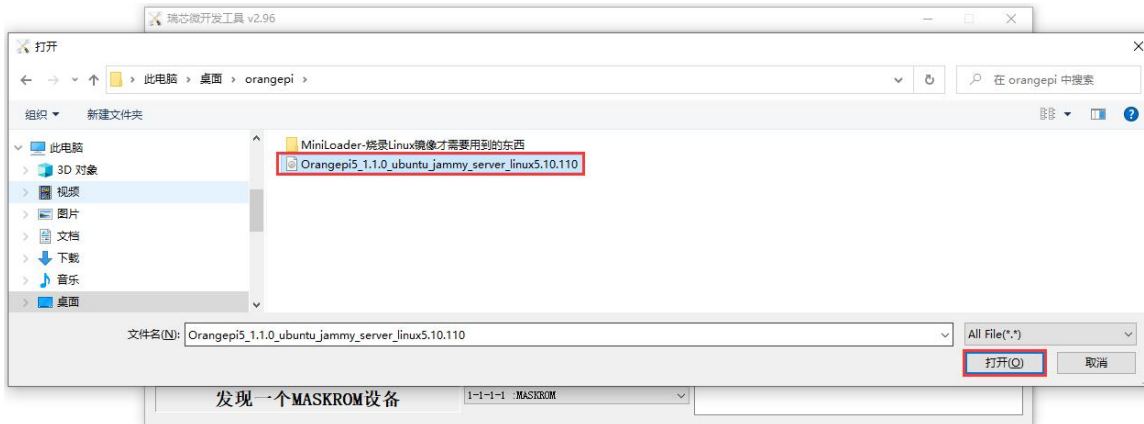 瑞芯微开发工具 v2.96
打开
此电脑 › 桌面 › orangepi ›
在 orangepi 中搜索
组织 新建文件夹
此电脑
3D 对象
视频
图片
文档
下载
音乐
桌面
MiniLoader-烧录Linux镜像才需要用到的东西
Orangepi5_1.1.0_ubuntu_jammy_server_linux5.10.110
文件名(N): Orangepi5_1.1.0_ubuntu_jammy_server_linux5.10.110
All File(*.*)
打开(O) 取消
发现一个MASKROM设备
1-1-1-1 :MASKROM